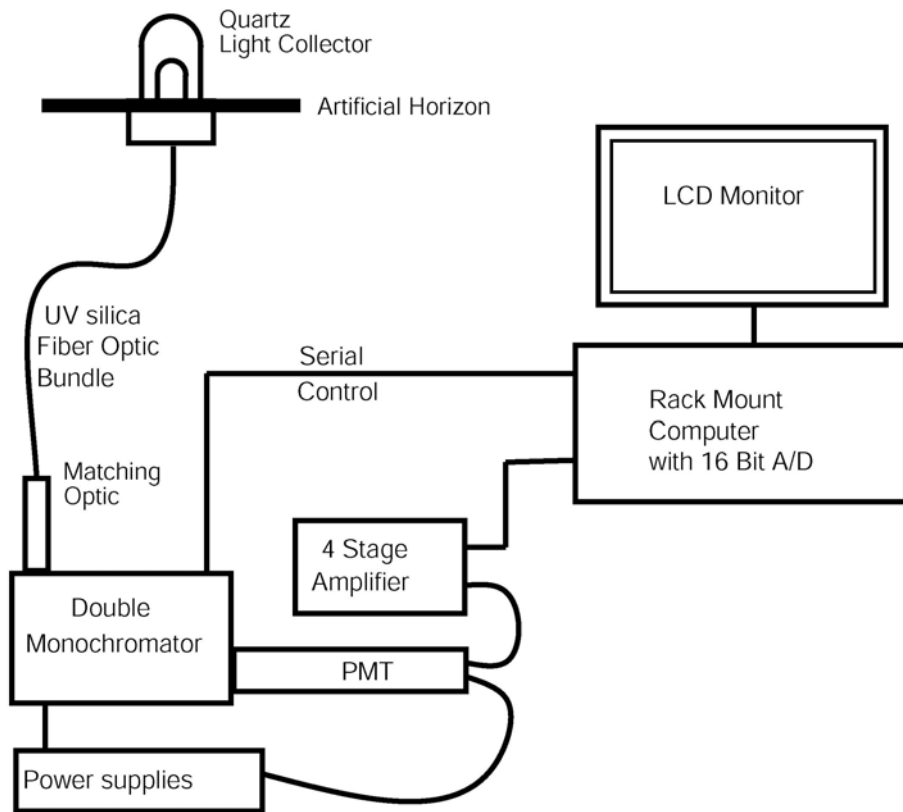 Quartz
Light Collector
Artificial Horizon
LCD Monitor
UV silica
Fiber Optic
Bundle
Serial
Control
Rack Mount
Computer
with 16 Bit A/D
Matching
Optic
4 Stage
Amplifier
Double
Monochromator
PMT
Power supplies